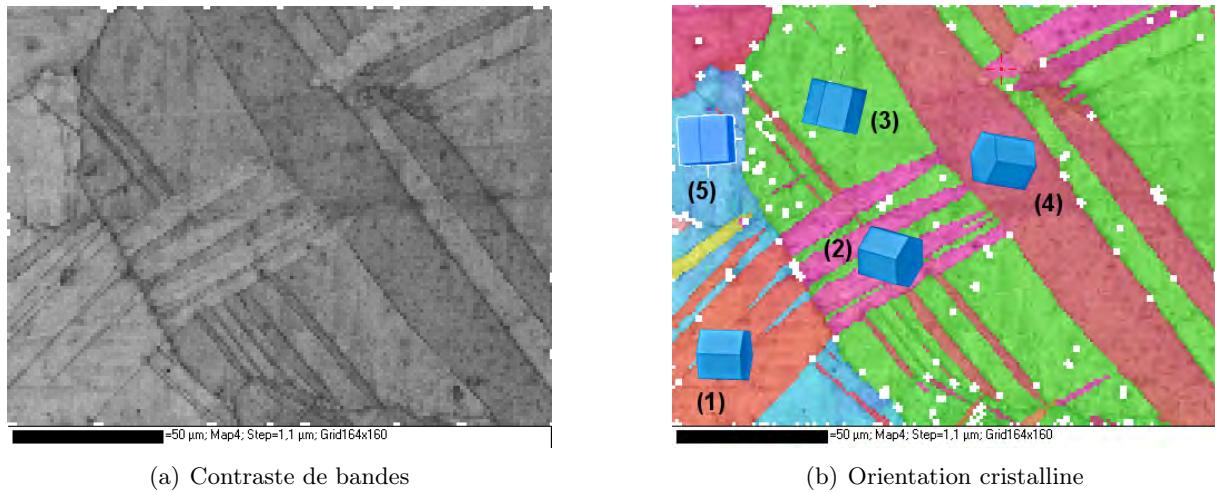 (3)
(5)
(4)
(2)
(1)
=50 µm; Map4; Step=1,1 µm; Grid164x160
=50 µm; Map4; Step=1,1 µm; Grid164x160
(a) Contraste de bandes
(b) Orientation cristalline